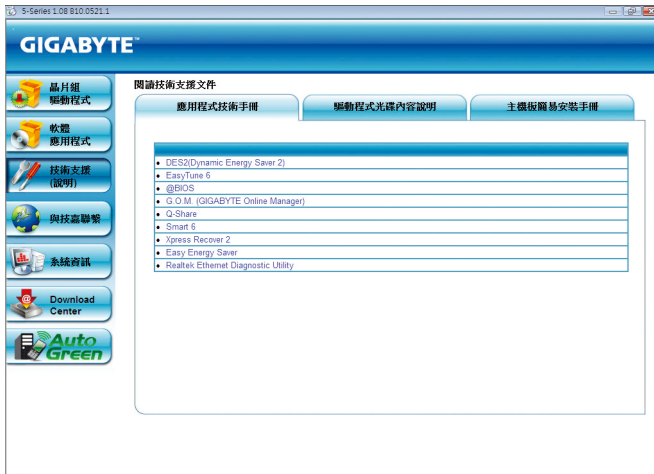 5-Series 1.08 B10.0521.1
GIGABYTE™
晶片組
驅動程式
軟體
應用程式
技術支援
(說明)
與技嘉聯繫
系統資訊
Download
Center
Auto
Green
閱讀技術支援文件
應用程式技術手冊
驅動程式光碟內容說明
主機板簡易安裝手冊
• DES2(Dynamic Energy Saver 2)
• EasyTune 6
• @BIOS
• G.O.M. (GIGABYTE Online Manager)
• Q-Share
• Smart 6
• Xpress Recover 2
• Easy Energy Saver
• Realtek Ethernet Diagnostic Utility